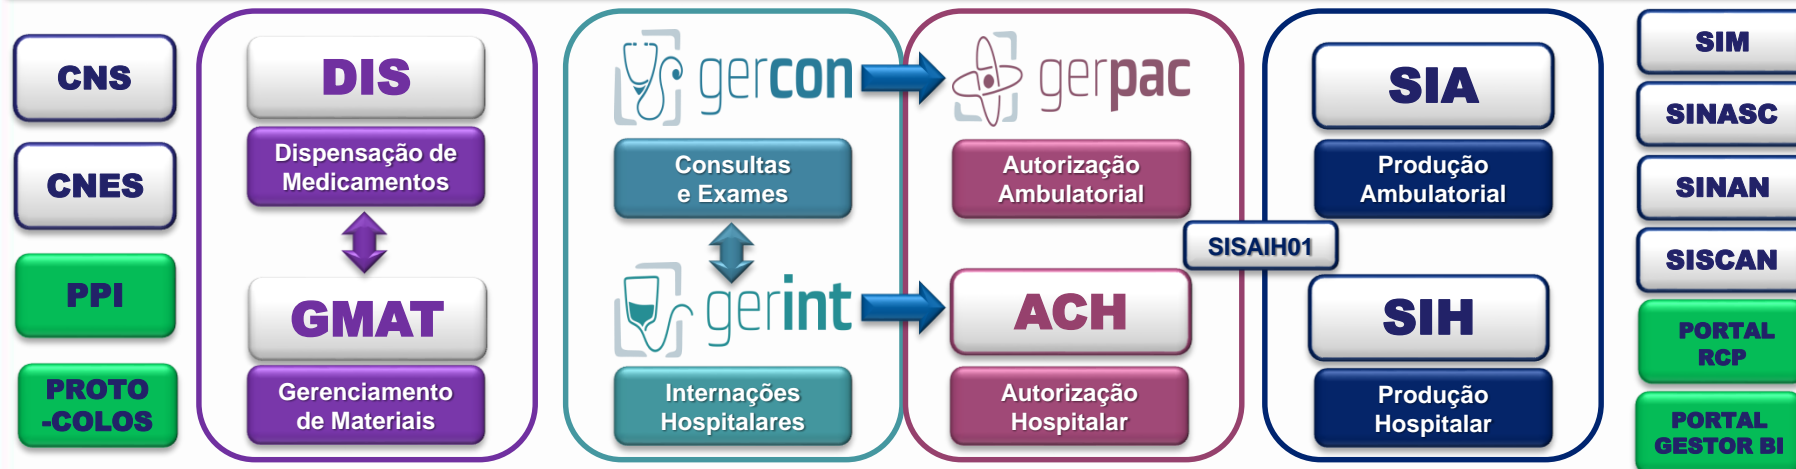 CNS
CNES
PPI
PROTO
-COLOS
DIS
Dispensação de
Medicamentos
GMAT
Gerenciamento
de Materiais
gercon
Consultas
e Exames
gerint
Internações
Hospitalares
gerpac
Autorização
Ambulatorial
ACH
Autorização
Hospitalar
SISAIH01
SIA
Produção
Ambulatorial
SIH
Produção
Hospitalar
SIM
SINASC
SINAN
SISCAN
PORTAL
RCP
PORTAL
GESTOR BI